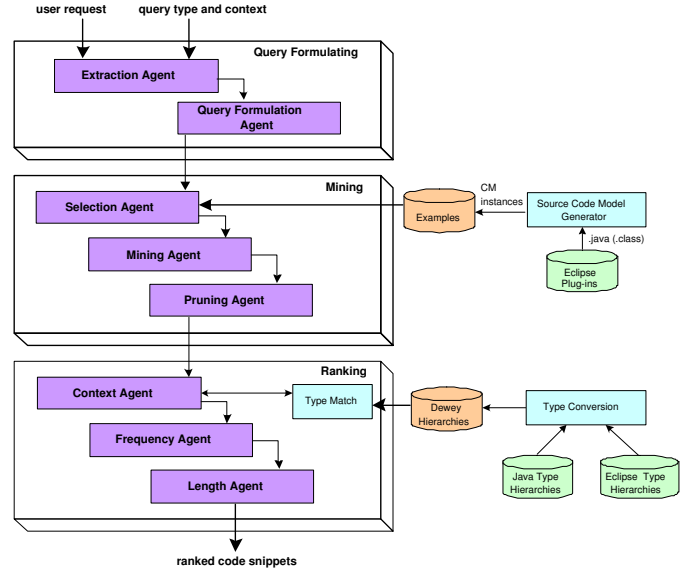 user request
query type and context
Query Formulating
Extraction Agent
Query Formulation
Agent
Mining
Selection Agent
Mining Agent
Pruning Agent
Examples
CM
instances
Source Code Model
Generator
.java (.class)
Eclipse
Plug-ins
Ranking
Context Agent
Type Match
Frequency Agent
Length Agent
Dewey
Hierarchies
Type Conversion
Java Type
Hierarchies
Eclipse Type
Hierarchies
ranked code snippets